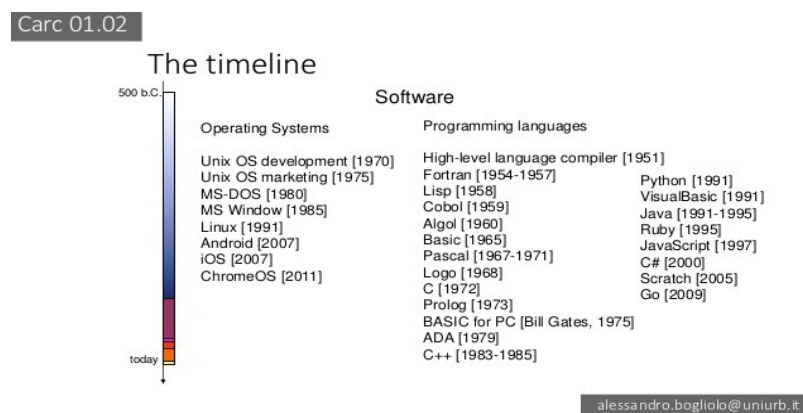 Carc 01.02
The timeline
500 b.C.
Software
Operating Systems
Unix OS development [1970]
Unix OS marketing [1975]
MS-DOS [1980]
MS Window [1985]
Linux [1991]
Android [2007]
iOS [2007]
ChromeOS [2011]
Programming languages
High-level language compiler [1951]
Fortran [1954-1957]
Lisp [1958]
Cobol [1959]
Algol [1960]
Basic [1965]
Pascal [1967-1971]
Logo [1968]
C [1972]
Prolog [1973]
BASIC for PC [Bill Gates, 1975]
ADA [1979]
C++ [1983-1985]
Python [1991]
VisualBasic [1991]
Java [1991-1995]
Ruby [1995]
JavaScript [1997]
C# [2000]
Scratch [2005]
Go [2009]
today
alessandro.bogliolo@uniurb.it